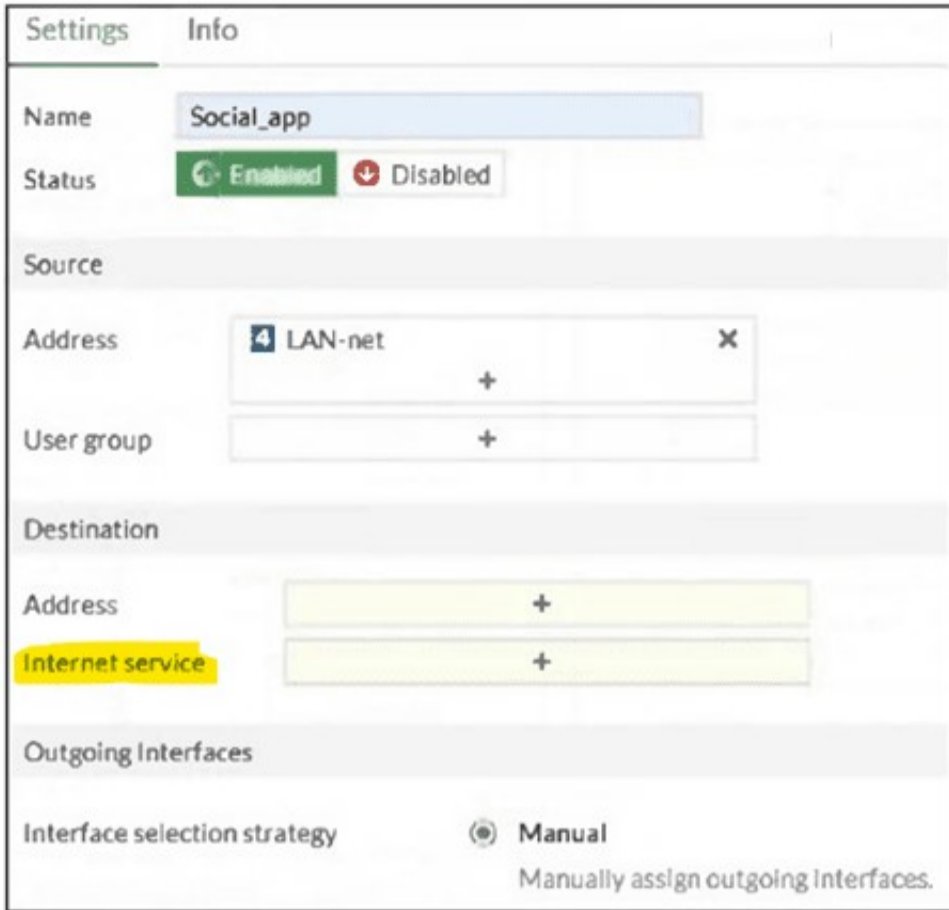 Settings Info
Name Social_app
Status Enabled Disabled
Source
Address 4 LAN-net ×
+
User group +
Destination
Address +
Internet service +
Outgoing Interfaces
Interface selection strategy Manual
Manually assign outgoing interfaces.